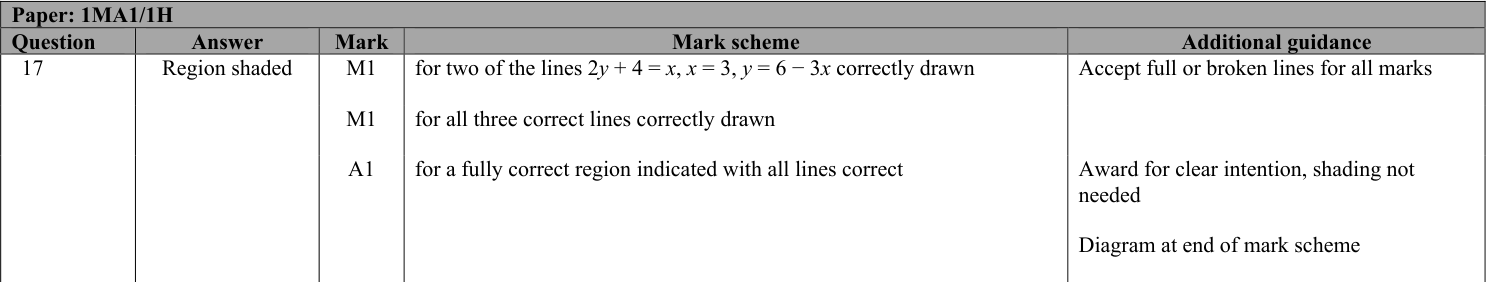 Paper: 1MA1/1H
Question Answer Mark Mark scheme Additional guidance
17 Region shaded M1 for two of the lines 2y + 4 = x, x = 3, y = 6 − 3x correctly drawn Accept full or broken lines for all marks
M1 for all three correct lines correctly drawn
A1 for a fully correct region indicated with all lines correct Award for clear intention, shading not
needed
Diagram at end of mark scheme